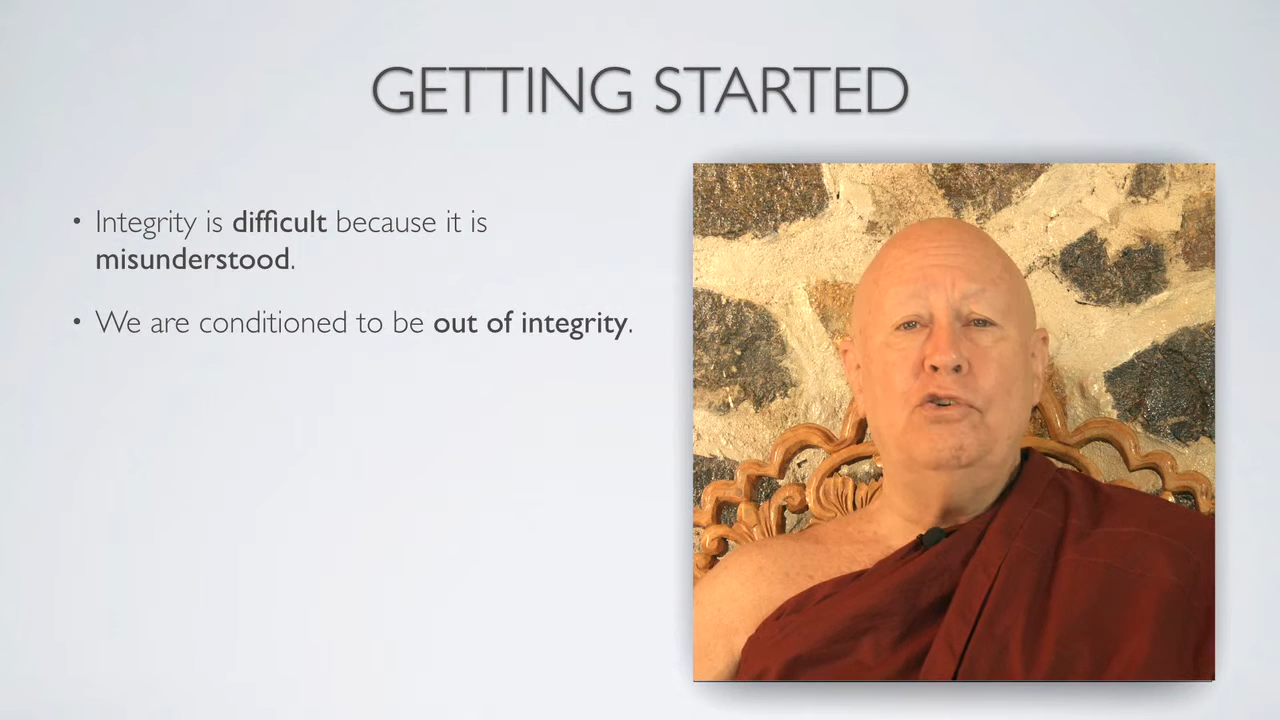 GETTING STARTED
• Integrity is difficult because it is
misunderstood.
• We are conditioned to be out of integrity.